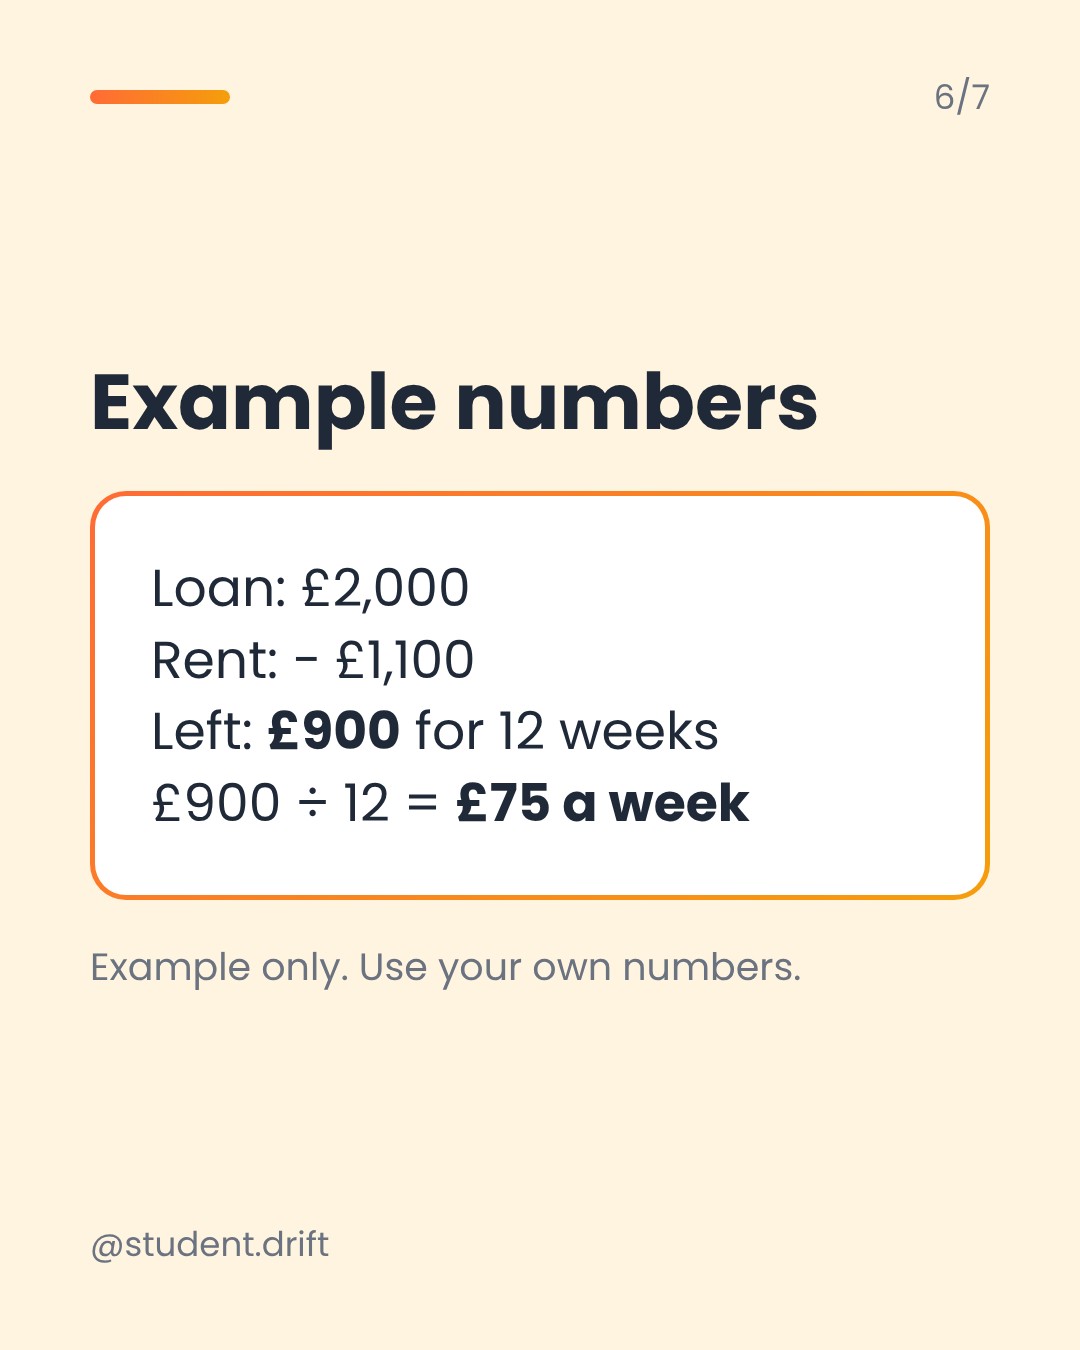 6/7
Example numbers
Loan: £2,000
Rent: - £1,100
Left: £900 for 12 weeks
£900 ÷ 12 = £75 a week
Example only. Use your own numbers.
@student.drift